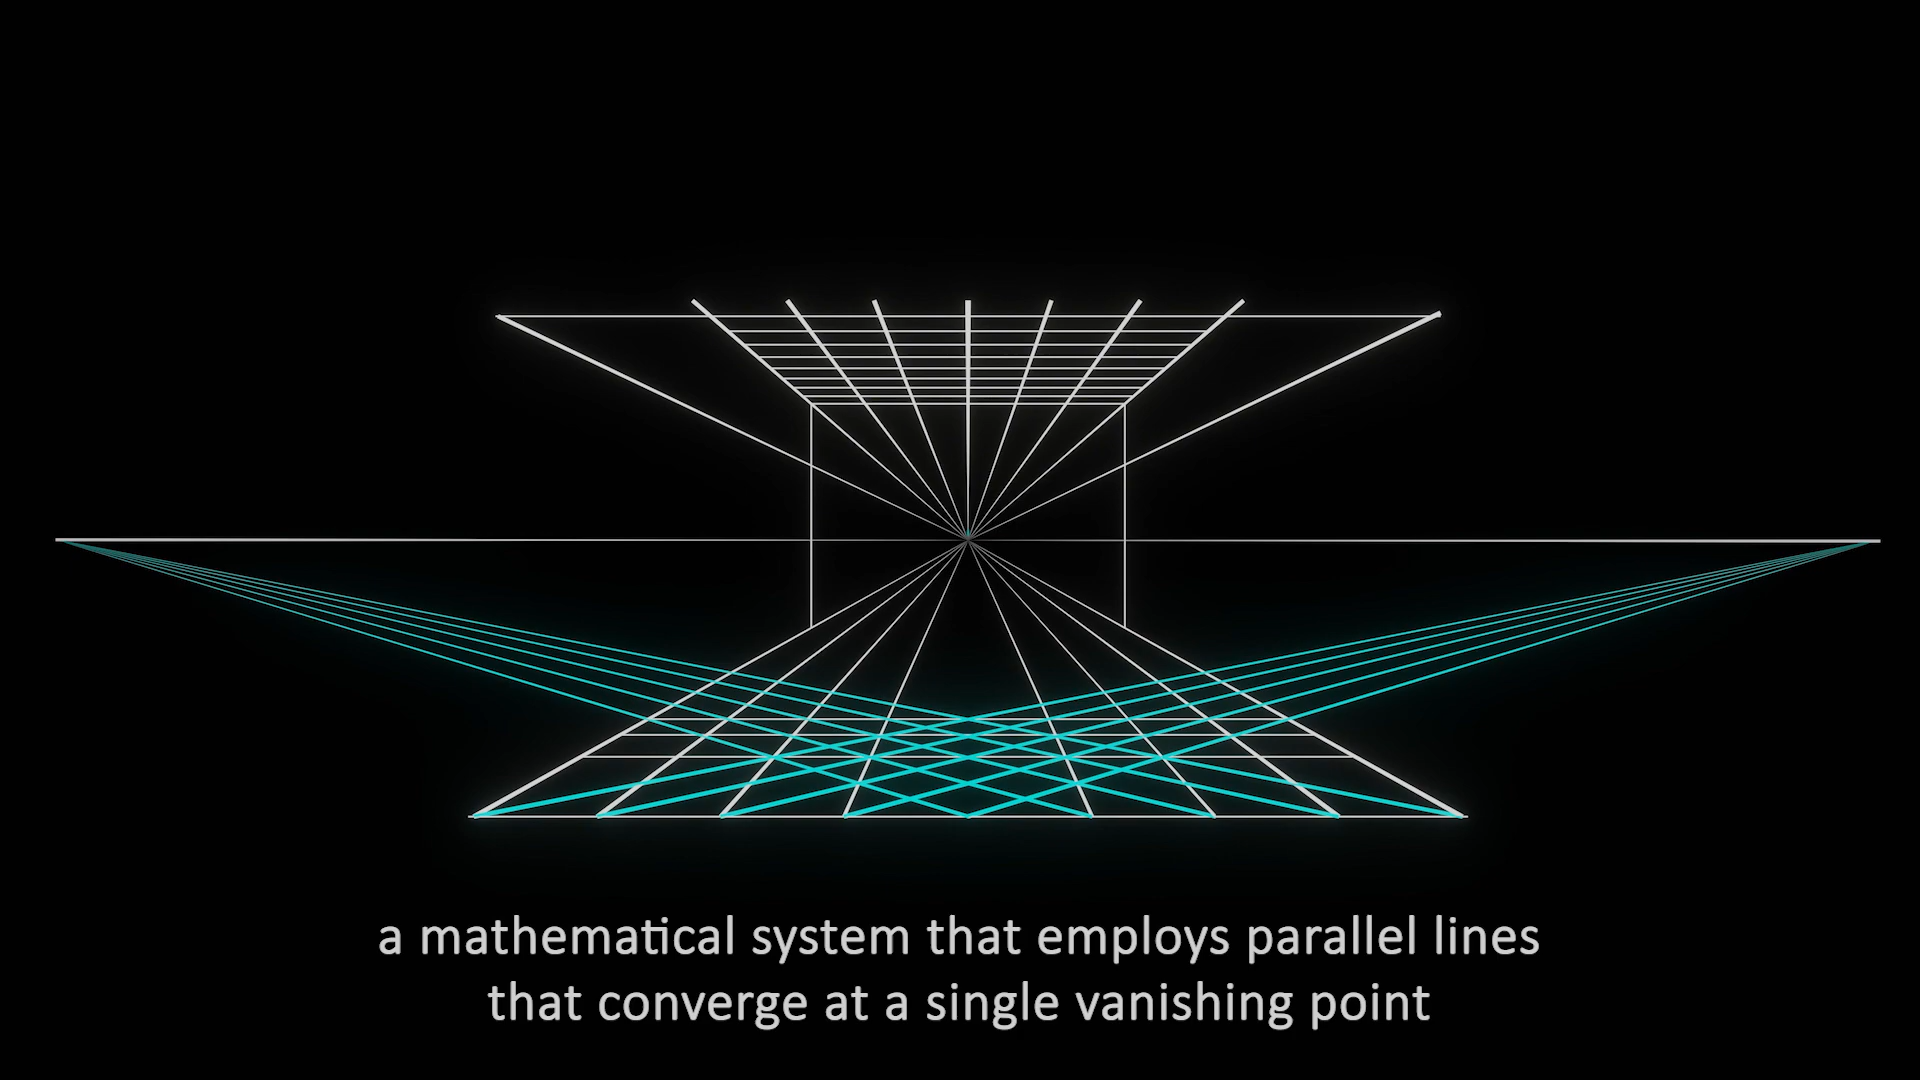 a mathematical system that employs parallel lines
that converge at a single vanishing point